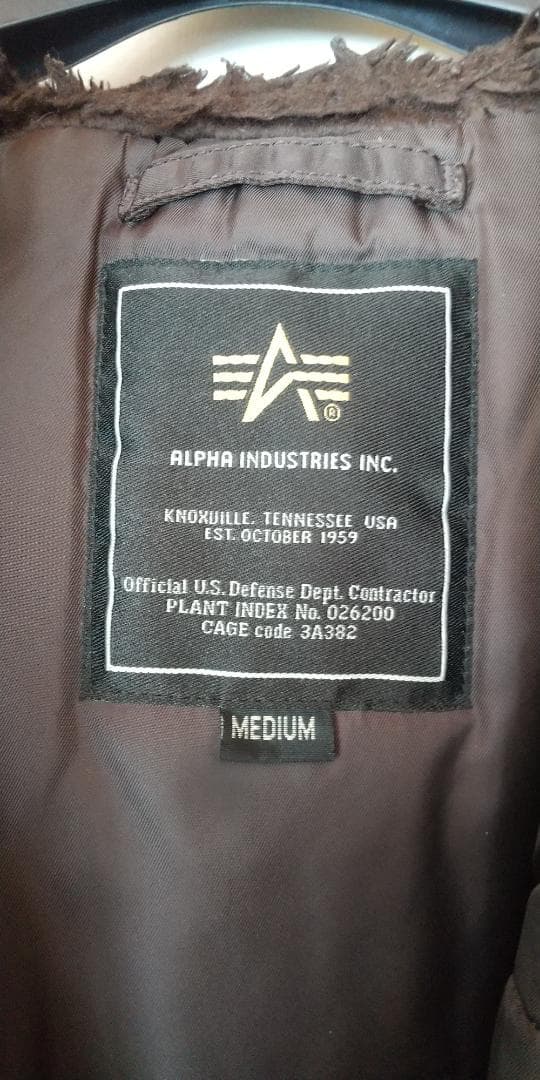 ®
ALPHA INDUSTRIES INC.
KNOXVILLE, TENNESSEE USA
EST. OCTOBER 1959
Official U.S. Defense Dept. Contractor
PLANT INDEX No. 026200
CAGE code 3A382
MEDIUM